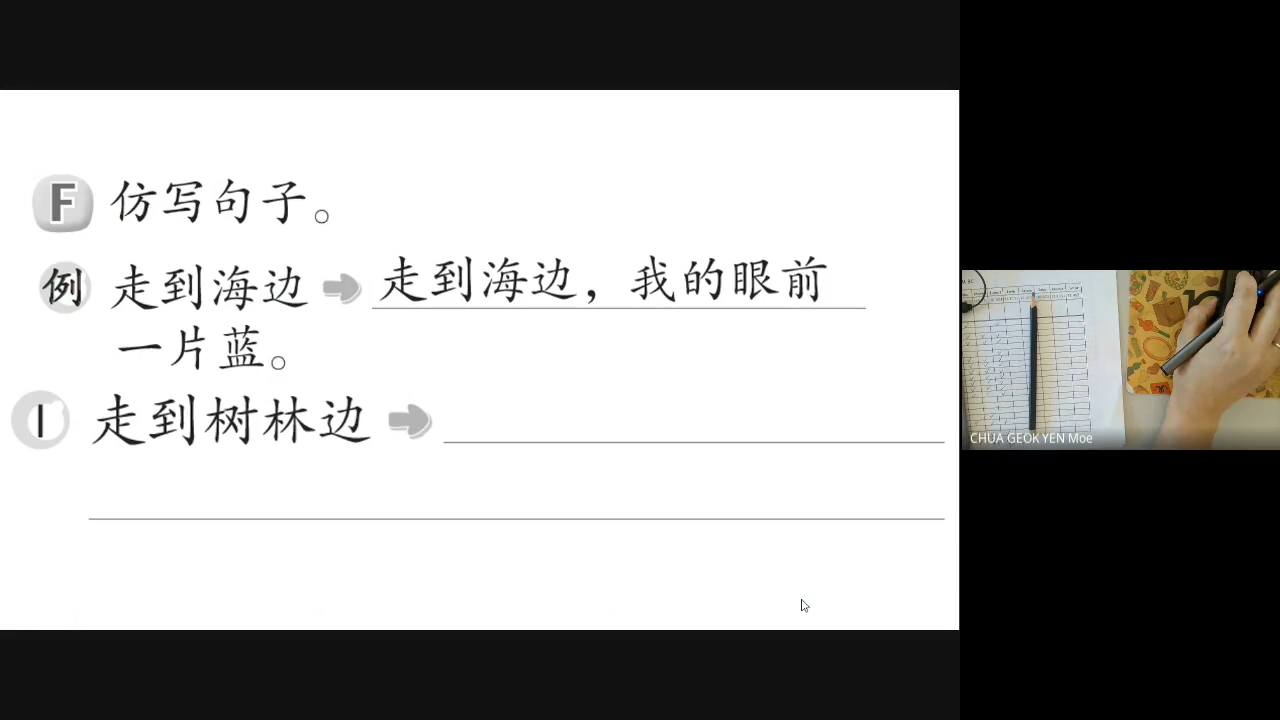 F 仿写句子。
例 走到海边 走到海边，我的眼前
一片蓝。
1 走到树林边
CHUA GEOK YEN Moe